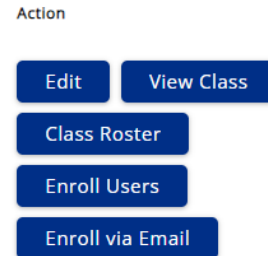 Action
Edit View Class
Class Roster
Enroll Users
Enroll via Email